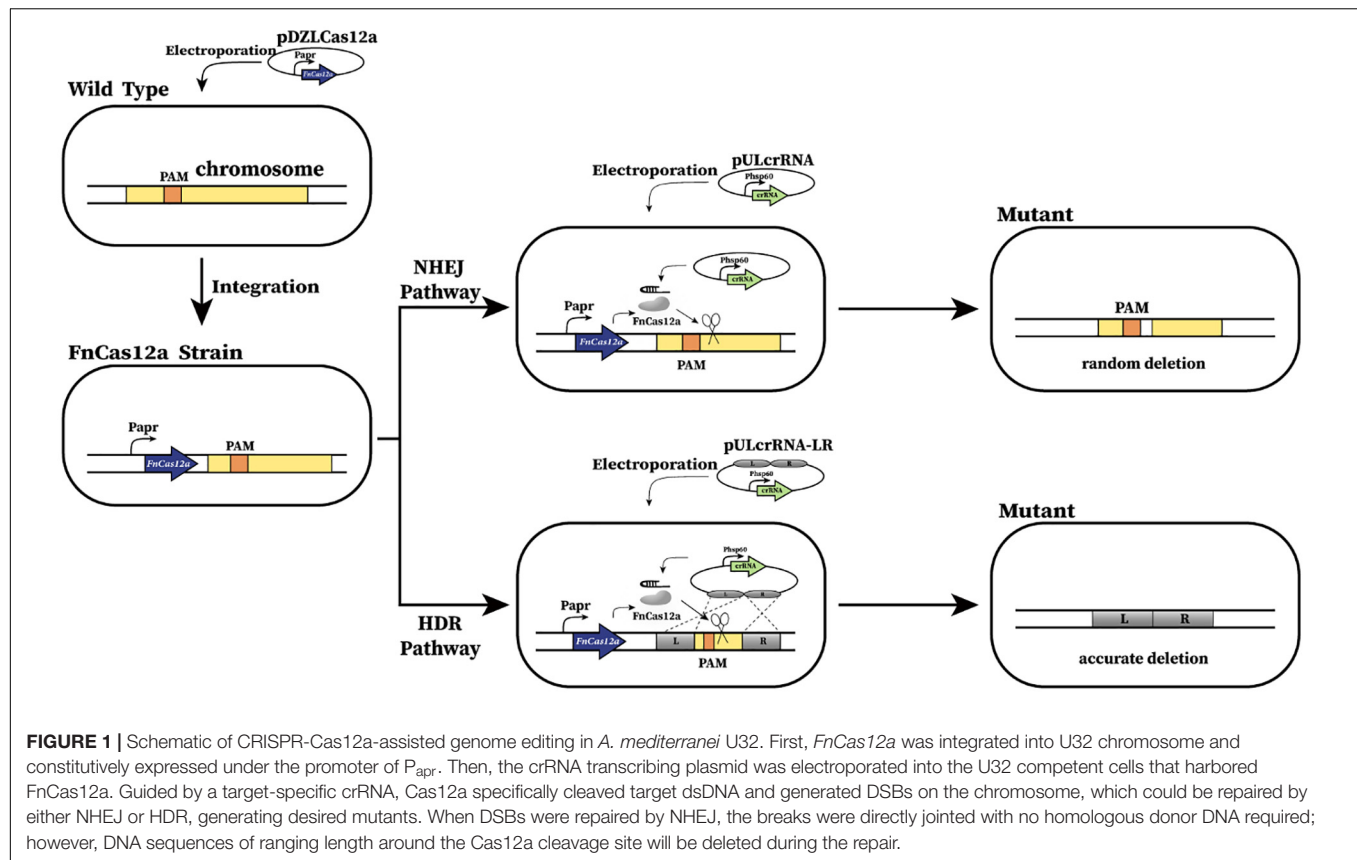 pDZLCas12a
Electroporation
Papr
FnCas12a
Wild Type
chromosome
PAM
Integration
FnCas12a Strain
Papr
PAM
FnCas12a
NHEJ
Pathway
pULcrRNA
Electroporation
Phsp60
crRNA
Phsp60
crRNA
Papr
FnCas12a
FnCas12a
PAM
Mutant
PAM
random deletion
HDR
Pathway
pULcrRNA-LR
Electroporation
L R
Phsp60
crRNA
Phsp60
crRNA
L R
Papr
FnCas12a
FnCas12a
L R
PAM
Mutant
L R
accurate deletion
FIGURE 1 | Schematic of CRISPR-Cas12a-assisted genome editing in A. mediterranei U32. First, FnCas12a was integrated into U32 chromosome and
constitutively expressed under the promoter of Papr. Then, the crRNA transcribing plasmid was electroporated into the U32 competent cells that harbored
FnCas12a. Guided by a target-specific crRNA, Cas12a specifically cleaved target dsDNA and generated DSBs on the chromosome, which could be repaired by
either NHEJ or HDR, generating desired mutants. When DSBs were repaired by NHEJ, the breaks were directly jointed with no homologous donor DNA required;
however, DNA sequences of ranging length around the Cas12a cleavage site will be deleted during the repair.